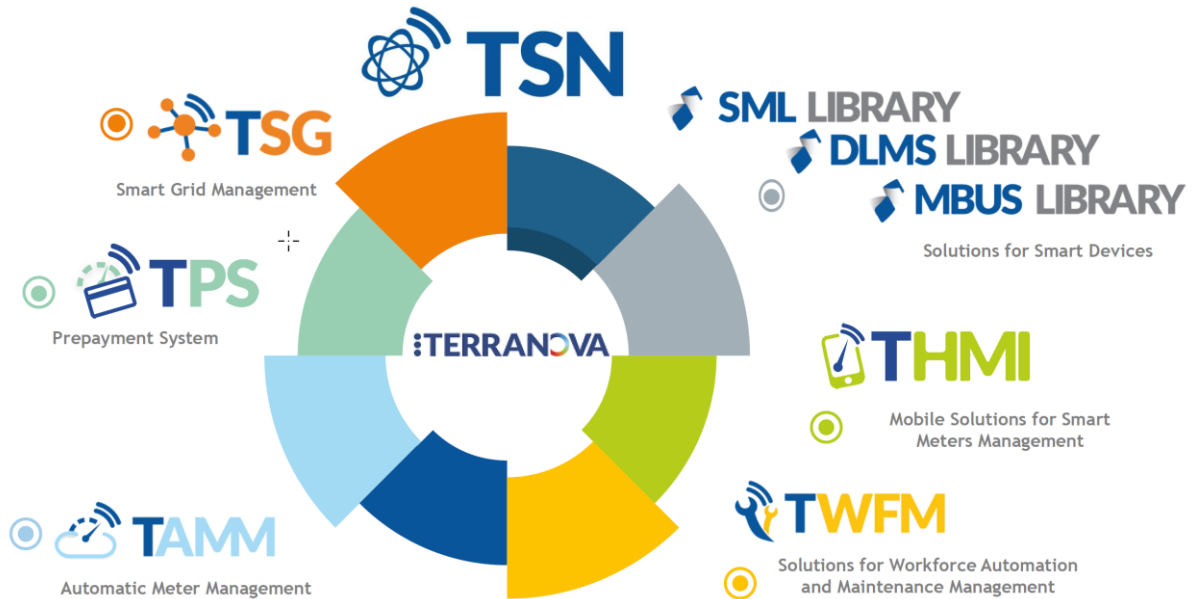 TSN
TSG
Smart Grid Management
SML LIBRARY
DLMS LIBRARY
MBUS LIBRARY
Solutions for Smart Devices
TPS
Prepayment System
TERRANOVA
THMI
Mobile Solutions for Smart
Meters Management
TAMM
Automatic Meter Management
TWFM
Solutions for Workforce Automation
and Maintenance Management